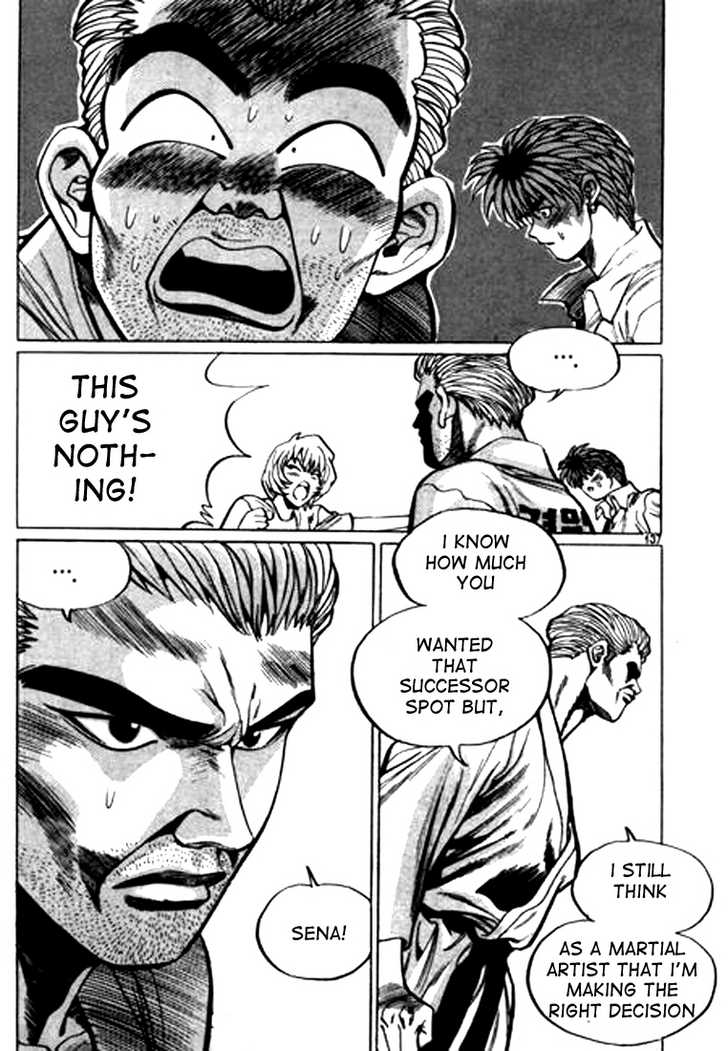 THIS
GUY'S
NOTH-
ING!
....
137
....
SENA!
I KNOW
HOW MUCH
YOU
WANTED
THAT
SUCCESSOR
SPOT BUT,
I STILL
THINK
AS A MARTIAL
ARTIST THAT I'M
MAKING THE
RIGHT DECISION